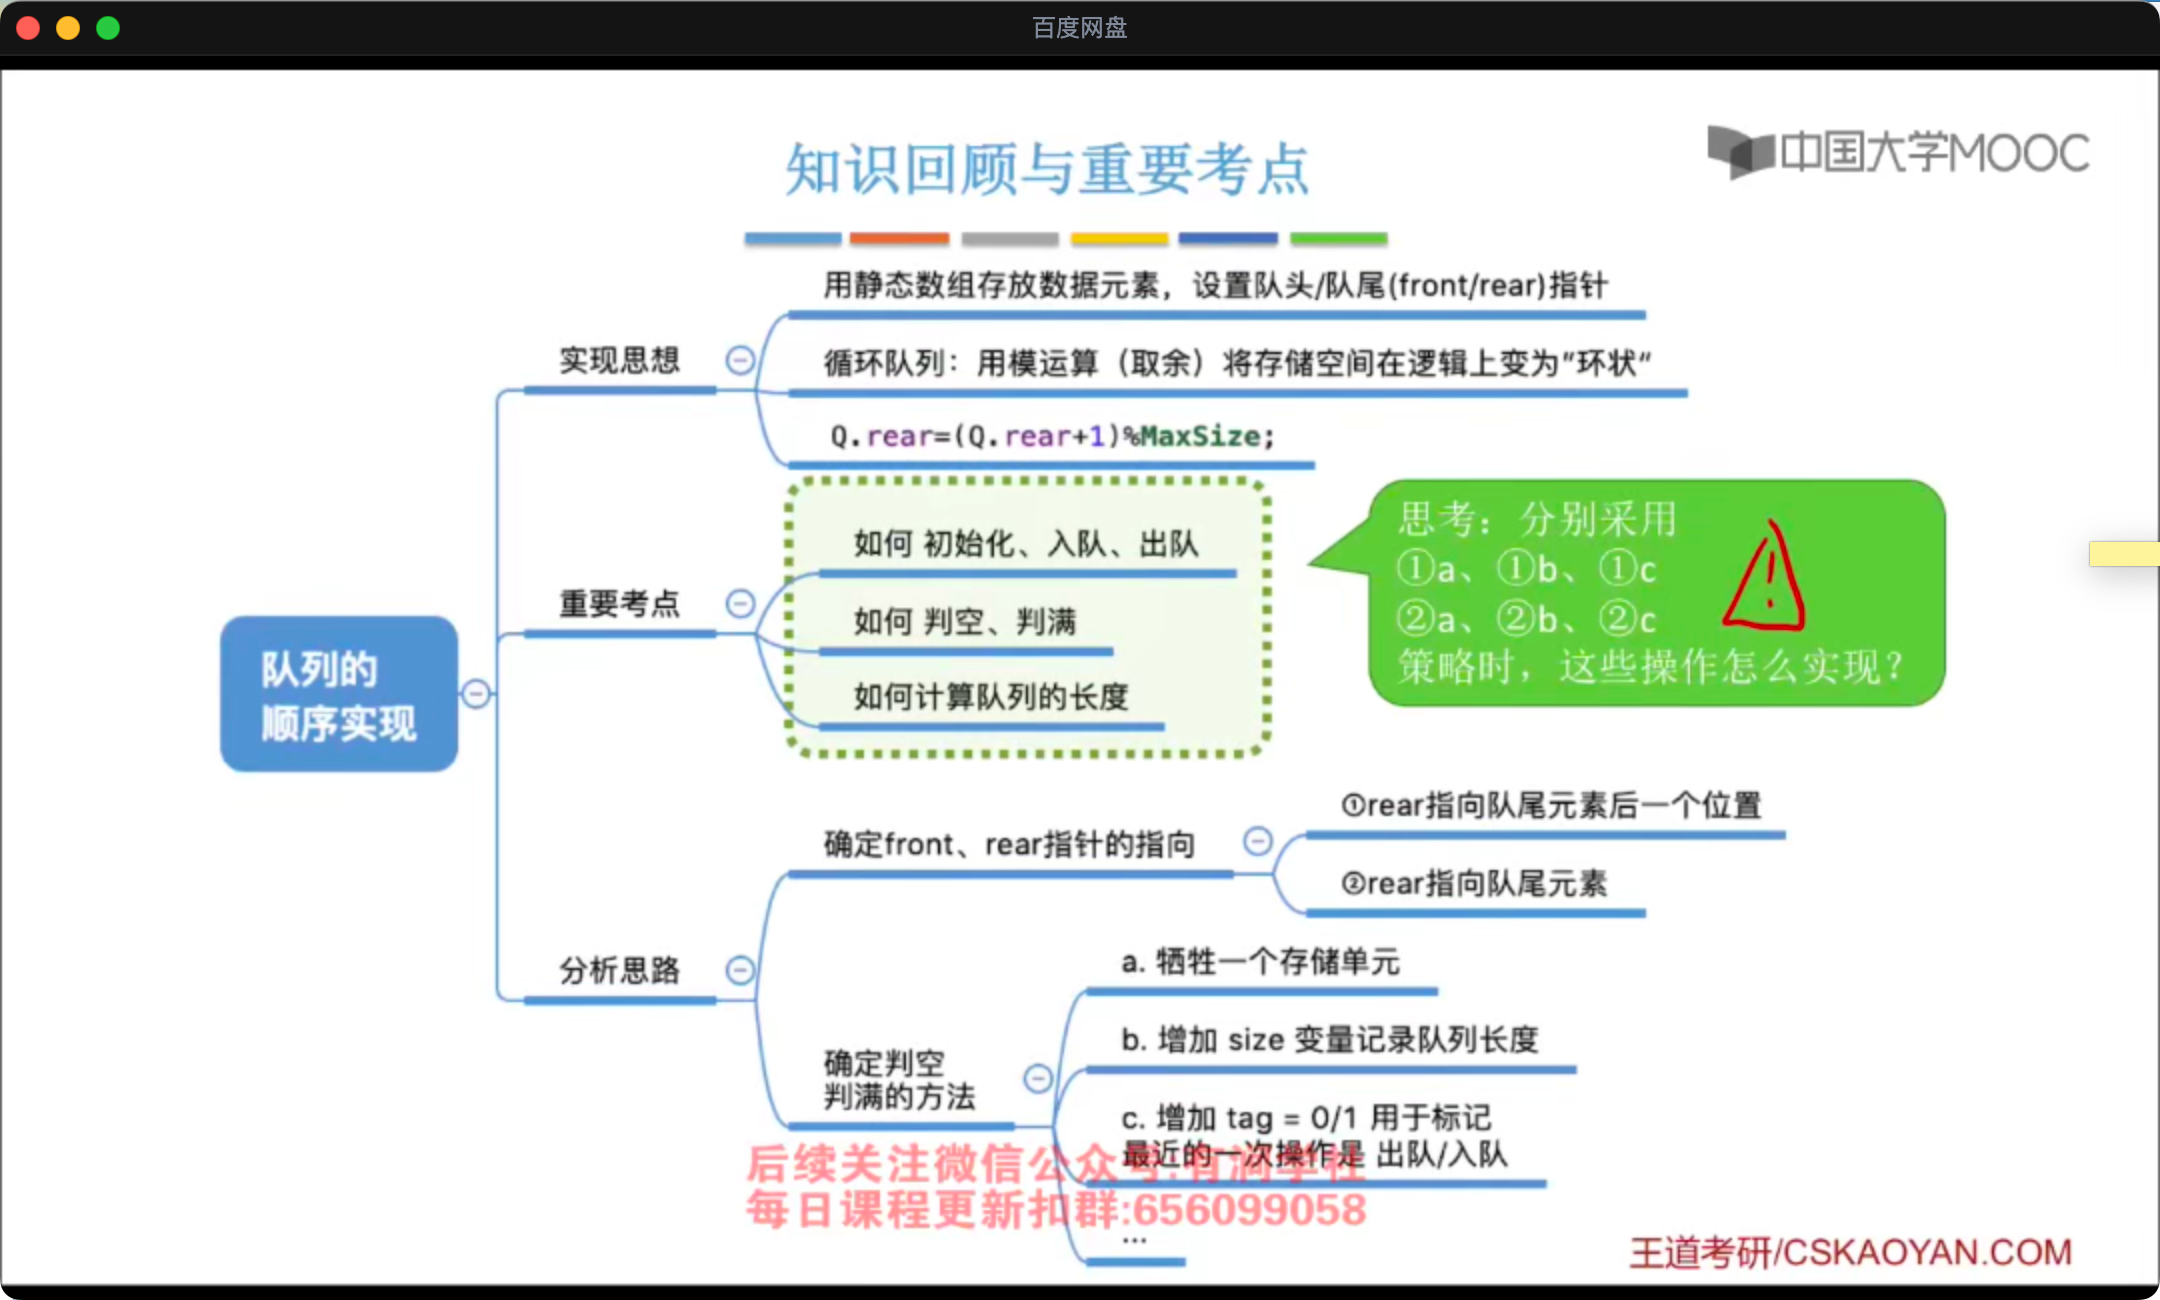 百度网盘
中国大学MOOC
知识回顾与重要考点
用静态数组存放数据元素，设置队头/队尾(front/rear)指针
实现思想
循环队列：用模运算（取余）将存储空间在逻辑上变为"环状"
Q.rear=(Q.rear+1)%MaxSize;
思考：分别采用
①a、①b、①c
②a、②b、②c
策略时，这些操作怎么实现？
如何 初始化、入队、出队
重要考点
如何 判空、判满
如何计算队列的长度
队列的
顺序实现
①rear指向队尾元素后一个位置
确定front、rear指针的指向
②rear指向队尾元素
分析思路
a. 牺牲一个存储单元
b. 增加 size 变量记录队列长度
确定判空
判满的方法
c. 增加 tag = 0/1 用于标记
最近的一次操作是 出队/入队
...
后续关注微信公众号:有涧学社
每日课程更新扣群:656099058
王道考研/CSKAOYAN.COM